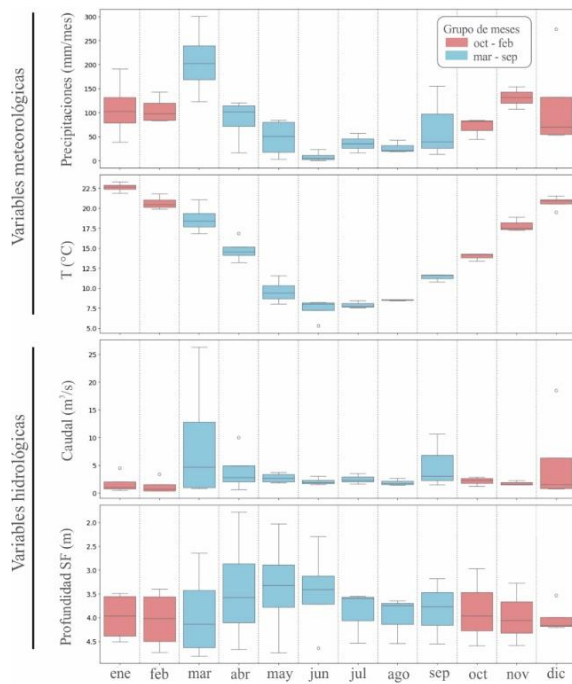 Variables meteorológicas
Precipitaciones (mm/mes)
300
250
200
150
100
50
0
Grupo de meses
oct - feb
mar - sep
T (°C)
22.5
20.0
17.5
15.0
12.5
10.0
7.5
5.0
Variables hidrológicas
Caudal (m³/s)
25
20
15
10
5
0
Profundidad SF (m)
2.0
2.5
3.0
3.5
4.0
4.5
ene feb mar abr may jun jul ago sep oct nov dic